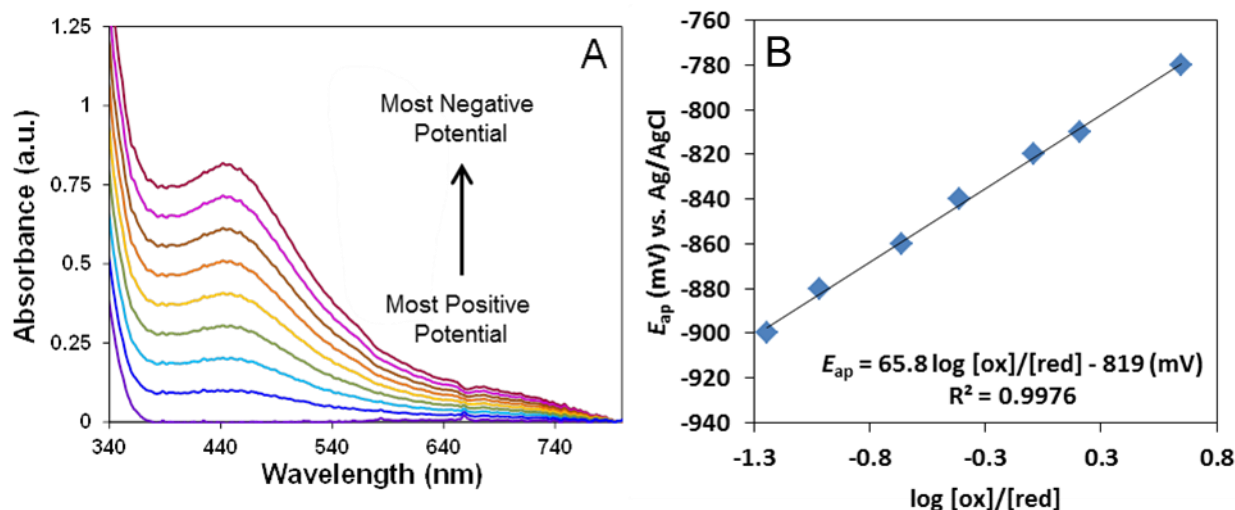 A
1.25
1
0.75
0.5
0.25
0
Absorbance (a.u.)
Most Negative
Potential
Most Positive
Potential
340
440
540
640
740
Wavelength (nm)
B
-760
-780
-800
-820
-840
-860
-880
-900
-920
-940
Eap (mV) vs. Ag/AgCl
Eap = 65.8 log [ox]/[red] - 819 (mV)
R² = 0.9976
-1.3
-0.8
-0.3
0.3
0.8
log [ox]/[red]